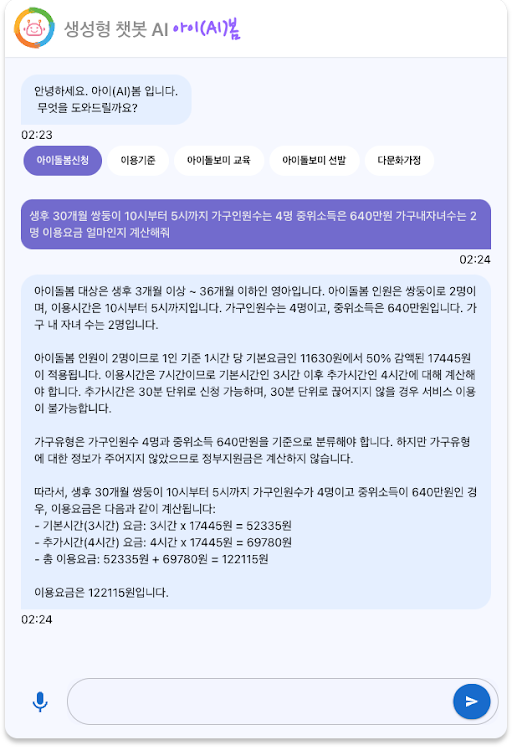 생성형 챗봇 AI 아이(AI)봄
안녕하세요. 아이(AI)봄 입니다.
무엇을 도와드릴까요?
02:23
아이돌봄신청 이용기준 아이돌보미 교육 아이돌보미 선발 다문화가정
생후 30개월 쌍둥이 10시부터 5시까지 가구인원수는 4명 중위소득은 640만원 가구내자녀수는 2
명 이용요금 얼마인지 계산해줘
02:24
아이돌봄 대상은 생후 3개월 이상 ~ 36개월 이하인 영아입니다. 아이돌봄 인원은 쌍둥이로 2명이
며, 이용시간은 10시부터 5시까지입니다. 가구인원수는 4명이고, 중위소득은 640만원입니다. 가
구 내 자녀 수는 2명입니다.
아이돌봄 인원이 2명이므로 1인 기준 1시간 당 기본요금인 11630원에서 50% 감액된 17445원
이 적용됩니다. 이용시간은 7시간이므로 기본시간인 3시간 이후 추가시간인 4시간에 대해 계산해
야 합니다. 추가시간은 30분 단위로 신청 가능하며, 30분 단위로 끊어지지 않을 경우 서비스 이용
이 불가능합니다.
가구유형은 가구인원수 4명과 중위소득 640만원을 기준으로 분류해야 합니다. 하지만 가구유형
에 대한 정보가 주어지지 않았으므로 정부지원금은 계산하지 않습니다.
따라서, 생후 30개월 쌍둥이 10시부터 5시까지 가구인원수가 4명이고 중위소득이 640만원인 경
우, 이용요금은 다음과 같이 계산됩니다:
- 기본시간(3시간) 요금: 3시간 x 17445원 = 52335원
- 추가시간(4시간) 요금: 4시간 x 17445원 = 69780원
- 총 이용요금: 52335원 + 69780원 = 122115원
이용요금은 122115원입니다.
02:24